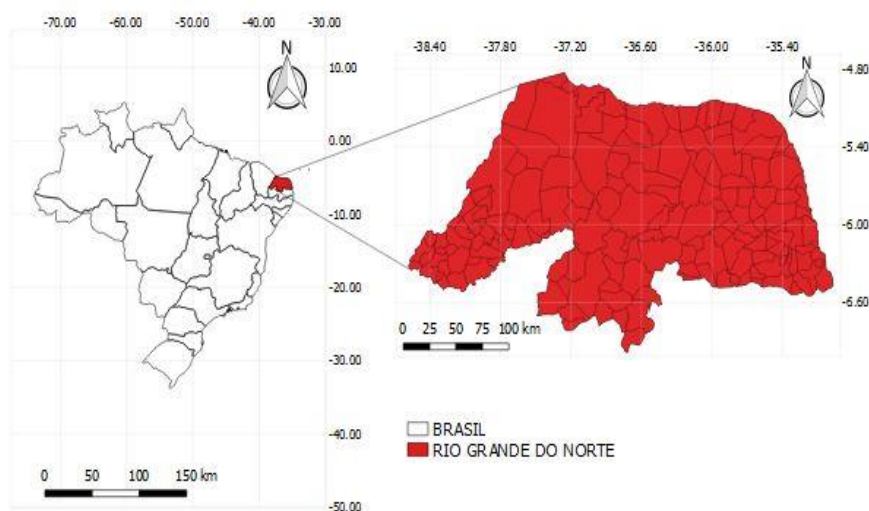 -70.00 -60.00 -50.00 -40.00 -30.00
N
10.00
0.00
-10.00
-20.00
-30.00
-40.00
-50.00
0 50 100 150 km
-38.40 -37.80 -37.20 -36.60 -36.00 -35.40
N
-4.80
-5.40
-6.00
-6.60
0 25 50 75 100 km
BRASIL
RIO GRANDE DO NORTE